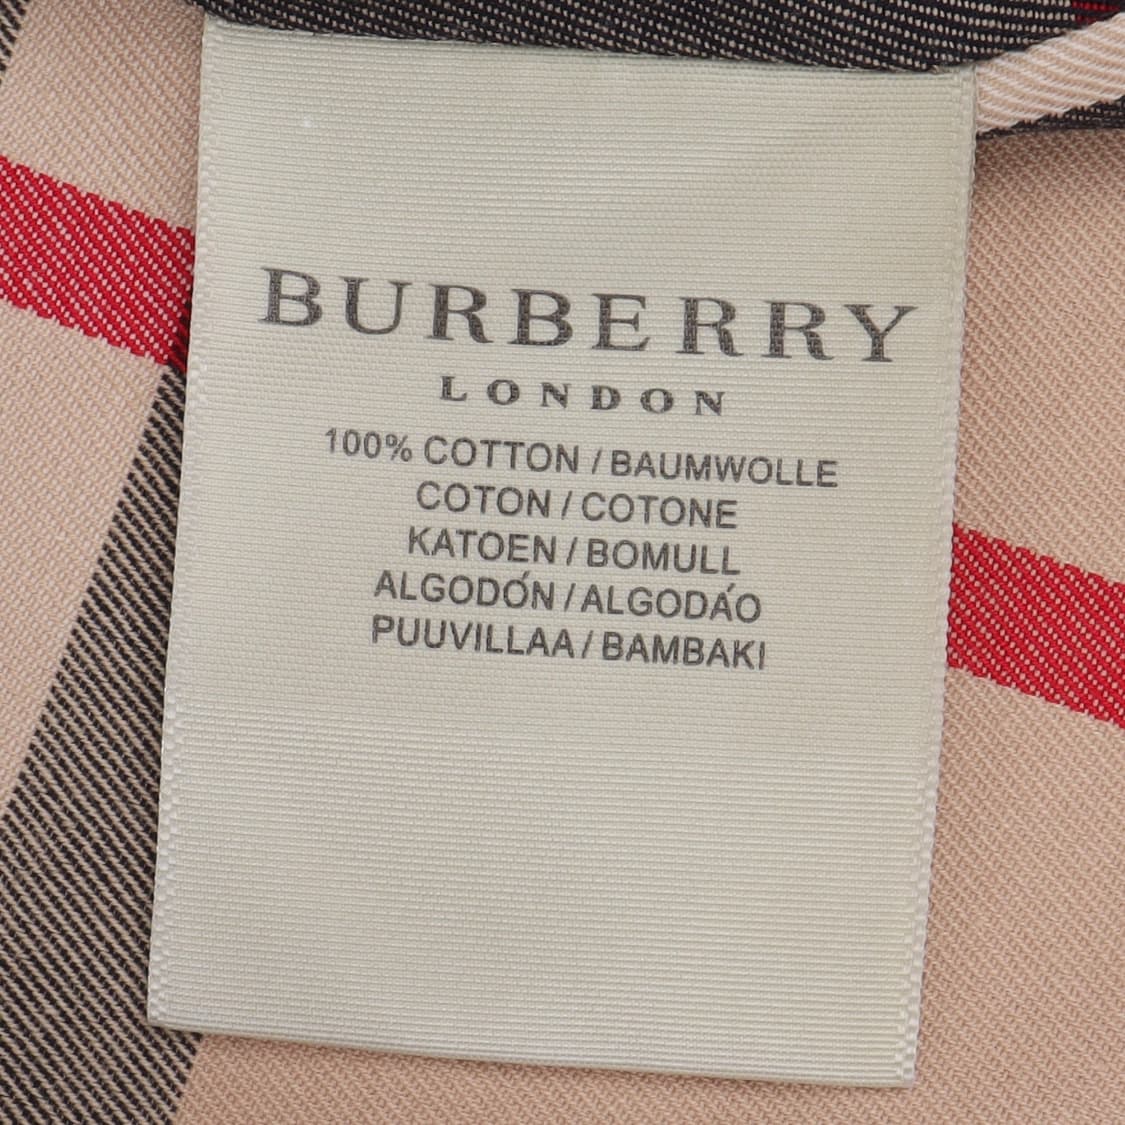 BURBERRY
LONDON
100% COTTON / BAUMWOLLE
COTON / COTONE
KATOEN / BOMULL
ALGODÓN / ALGODÁO
PUUVILLAA / BAMBAKI